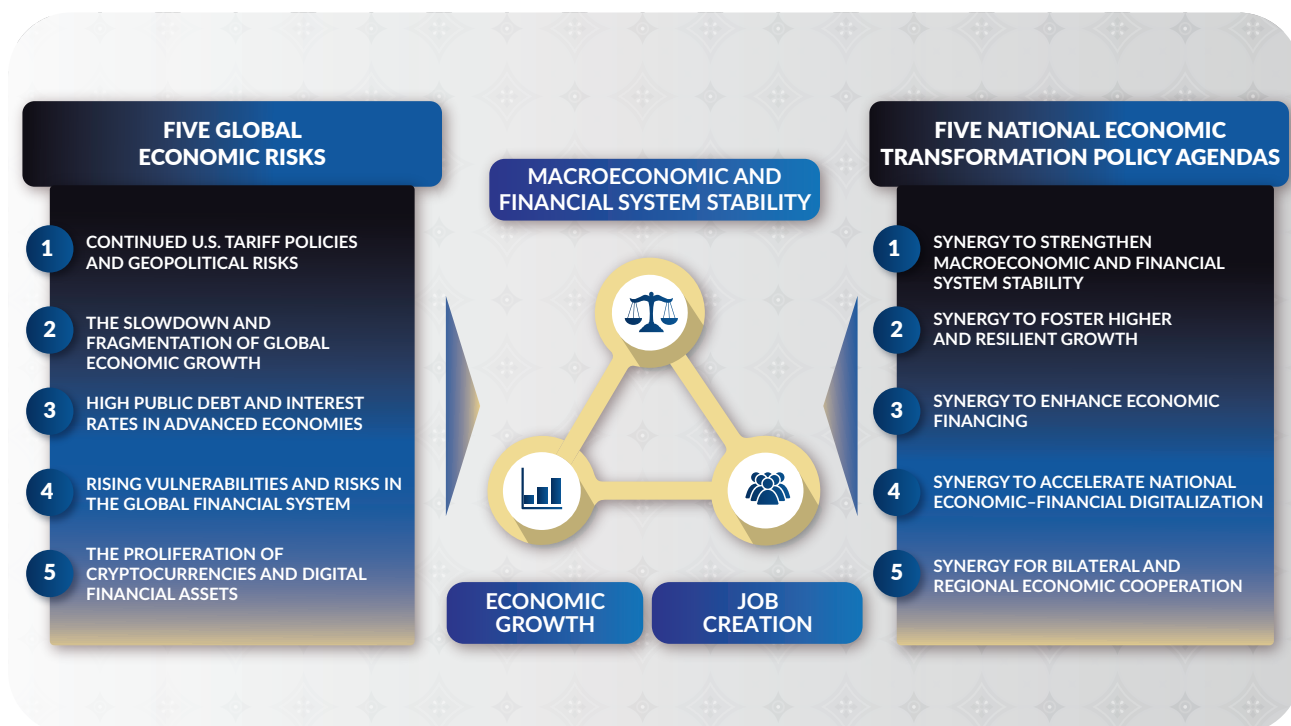 FIVE GLOBAL
ECONOMIC RISKS
1
CONTINUED U.S. TARIFF POLICIES
AND GEOPOLITICAL RISKS
2
THE SLOWDOWN AND
FRAGMENTATION OF GLOBAL
ECONOMIC GROWTH
3
HIGH PUBLIC DEBT AND INTEREST
RATES IN ADVANCED ECONOMIES
4
RISING VULNERABILITIES AND RISKS IN
THE GLOBAL FINANCIAL SYSTEM
5
THE PROLIFERATION OF
CRYPTOCURRENCIES AND DIGITAL
FINANCIAL ASSETS
MACROECONOMIC AND
FINANCIAL SYSTEM STABILITY
ECONOMIC
GROWTH
JOB
CREATION
FIVE NATIONAL ECONOMIC
TRANSFORMATION POLICY AGENDAS
1
SYNERGY TO STRENGTHEN
MACROECONOMIC AND FINANCIAL
SYSTEM STABILITY
2
SYNERGY TO FOSTER HIGHER
AND RESILIENT GROWTH
3
SYNERGY TO ENHANCE ECONOMIC
FINANCING
4
SYNERGY TO ACCELERATE NATIONAL
ECONOMIC–FINANCIAL DIGITALIZATION
5
SYNERGY FOR BILATERAL AND
REGIONAL ECONOMIC COOPERATION